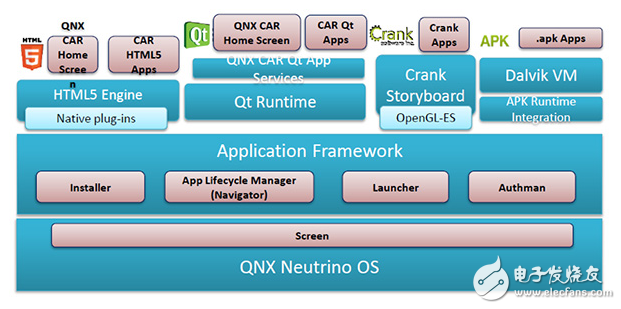 HTML
5
QNX
CAR
Home
Scree
n
CAR
HTML5
Apps
HTML5 Engine
Native plug-ins
Qt
QNX CAR
Home Screen
CAR Qt
Apps
QNX CAR Qt App
Services
Qt Runtime
Crank
Software Inc.
Crank
Apps
Crank
Storyboard
OpenGL-ES
APK
.apk Apps
Dalvik VM
APK Runtime
Integration
Application Framework
Installer
App Lifecycle Manager
(Navigator)
Launcher
Authman
Screen
QNX Neutrino OS
电子发烧友
www.elecfans.com